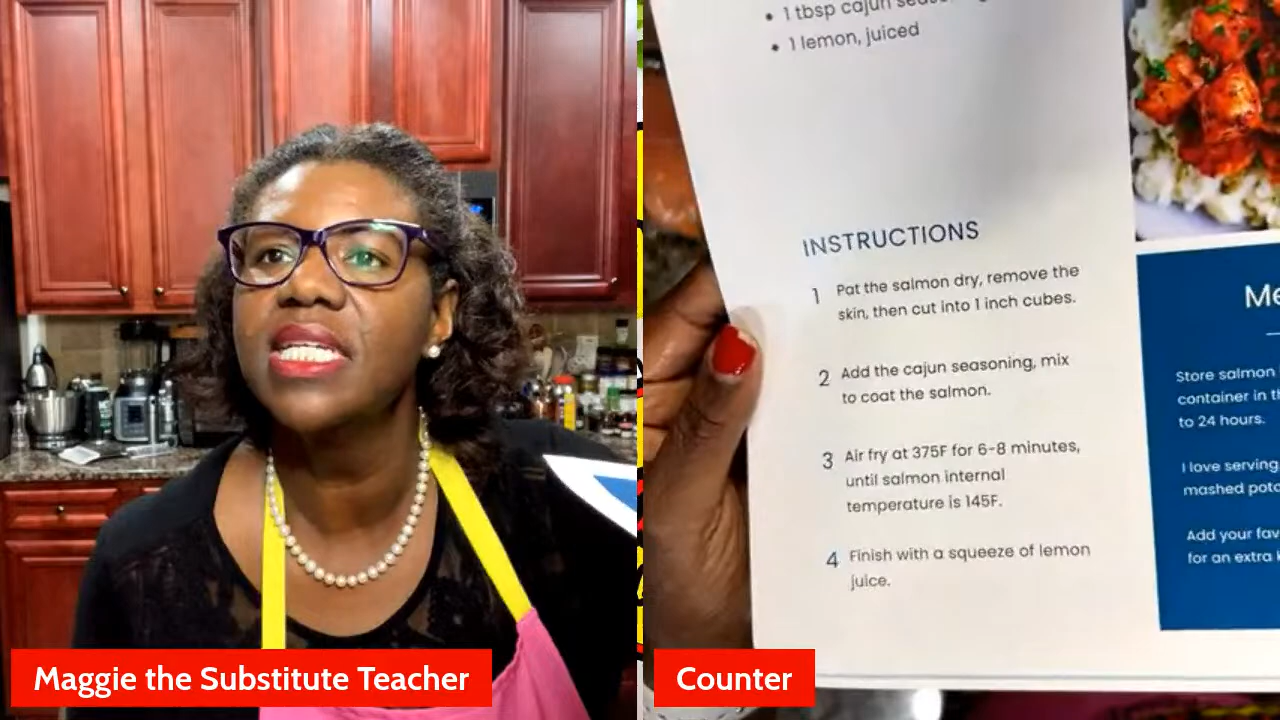 1 tbsp cajun
1 lemon, juiced
INSTRUCTIONS
1 Pat the salmon dry, remove the
skin, then cut into 1 inch cubes.
2 Add the cajun seasoning, mix
to coat the salmon.
3 Air fry at 375F for 6-8 minutes,
until salmon internal
temperature is 145F.
4 Finish with a squeeze of lemon
juice.
Store salmon
container in
to 24 hours.
I love serving
mashed
Add your
for an extra
Maggie the Substitute Teacher
Counter